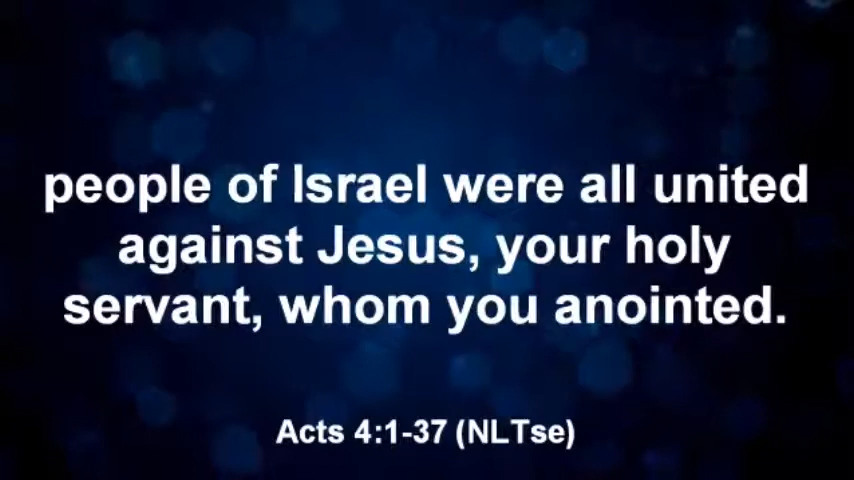 people of Israel were all united
against Jesus, your holy
servant, whom you anointed.
Acts 4:1-37 (NLTse)